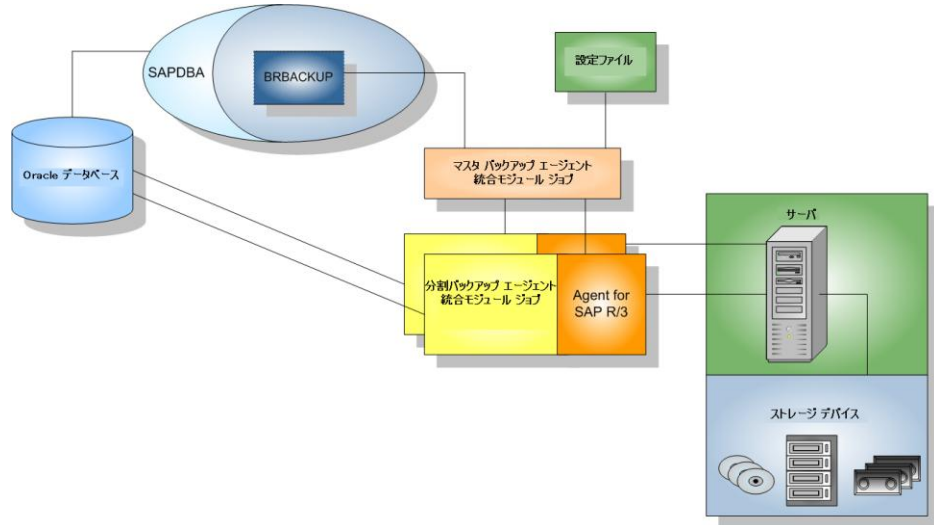 SAPDBA
BRBACKUP
設定ファイル
Oracle データベース
マスタ バックアップ エージェント
統合モジュール ジョブ
サーバ
分割バックアップ エージェント
統合モジュール ジョブ
Agent for
SAP R/3
ストレージ デバイス